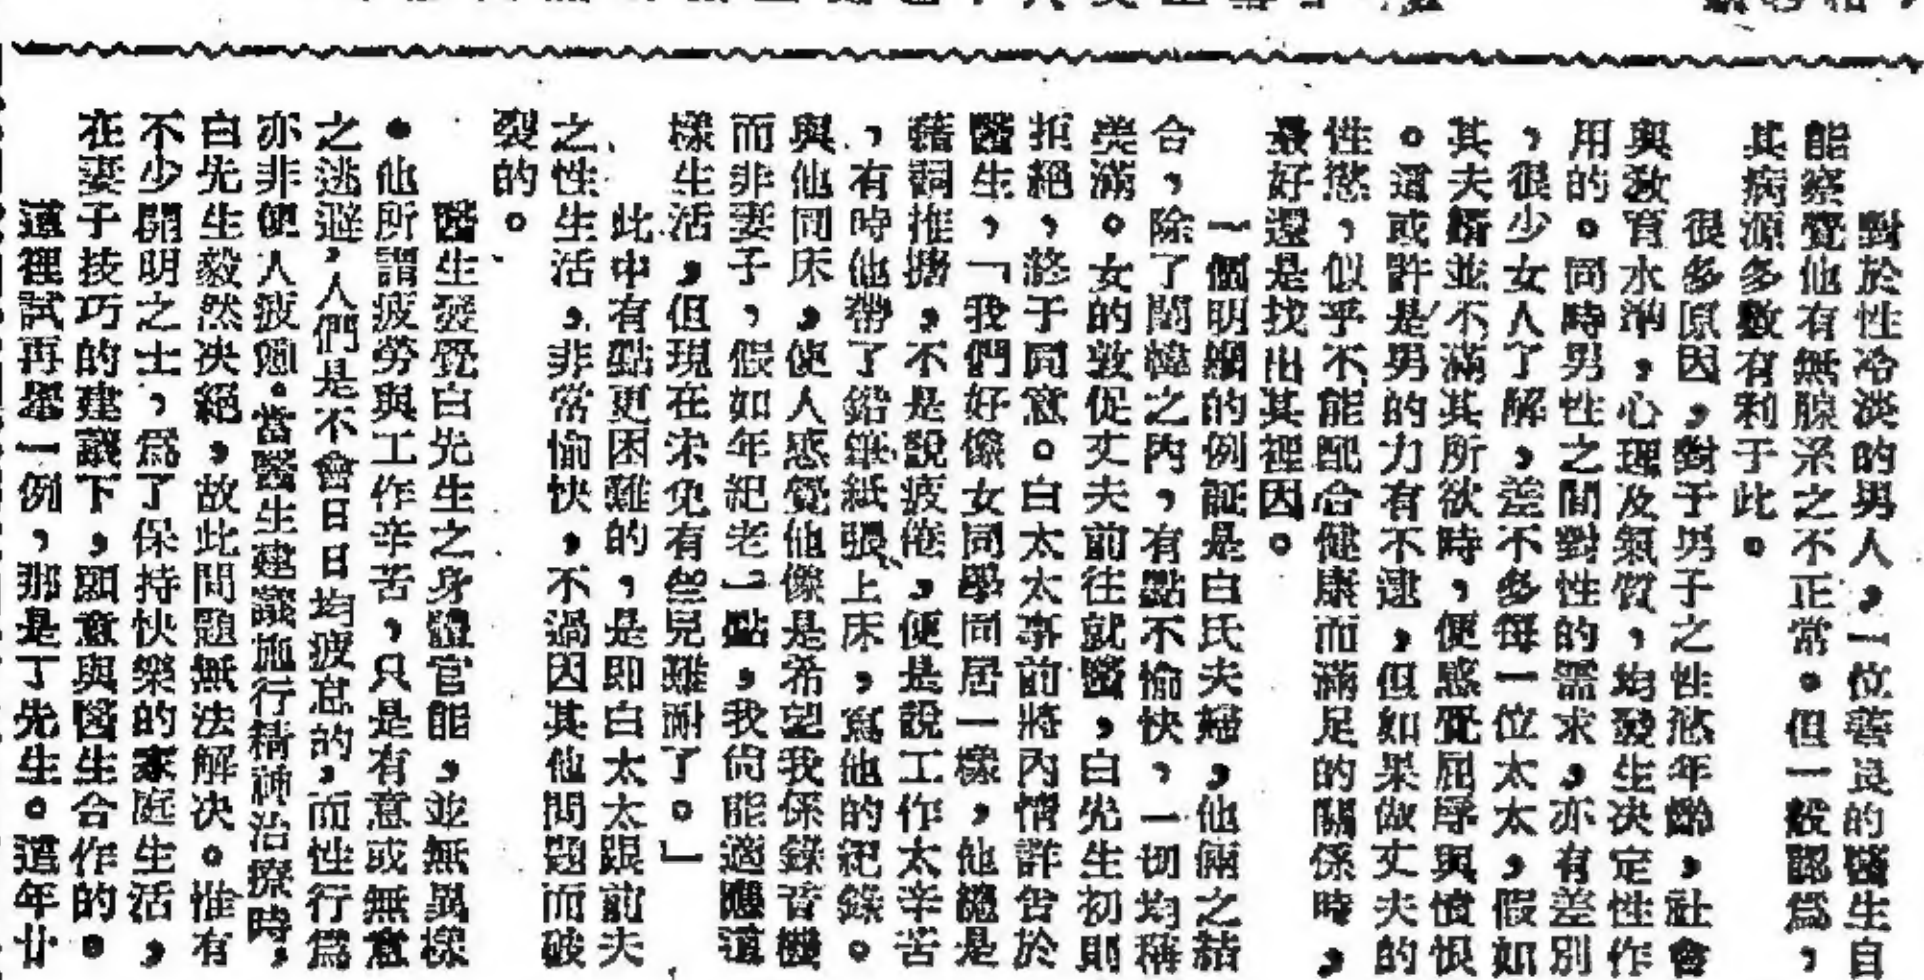 對於性冷淡的男人，一位善良的醫生自
能察覺他有無腺系之不正常。但一般認爲，
其病源多數有利于此。
很多原因，對于男子之性慾年齡，社會
與敎育水準，心理及氣質，均發生决定性作
用的。同時男性之間對性的需求，亦有差別
，很少女人了解，差不多每一位太太，假如
其夫壻並不滿其所欲時，便感覺屈辱與憤恨
。這或許是男的力有不逮，但如果做丈夫的
性慾，似乎不能配合健康而滿足的關係時，
最好還是找出其裡因。
一個明顯的例証是白氏夫婦，他倆之結
合，除了閨幃之內，有點不愉快，一切均稱
美滿。女的敦促丈夫前往就醫，白先生初則
拒絕，終于同意。白太太事前將內情詳告於
醫生，「我們好像女同學同居一樣，他總是
藉詞推搪，不是說疲倦，便是說工作太辛苦
，有時他帶了鉛筆紙張上床，寫他的紀錄。
與他同床，使人感覺他像是希望我係錄音機
而非妻子，假如年紀老一點，我尙能適應這
樣生活，但現在未免有些兒難耐了。」
此中有點更困難的，是即白太太跟前夫
之性生活，非常愉快，不過因其他問題而破
裂的。
醫生發覺白先生之身體官能，並無異樣
。他所謂疲勞與工作辛苦，只是有意或無意
之逃避，人們是不會日日均疲怠的，而性行爲
亦非使人疲憊。當醫生建議施行精神治療時，
白先生毅然决絕，故此問題無法解决。惟有
不少開明之士，爲了保持快樂的家庭生活，
在妻子技巧的建議下，願意與醫生合作的。
這裡試再舉一例，那是丁先生。這年廿